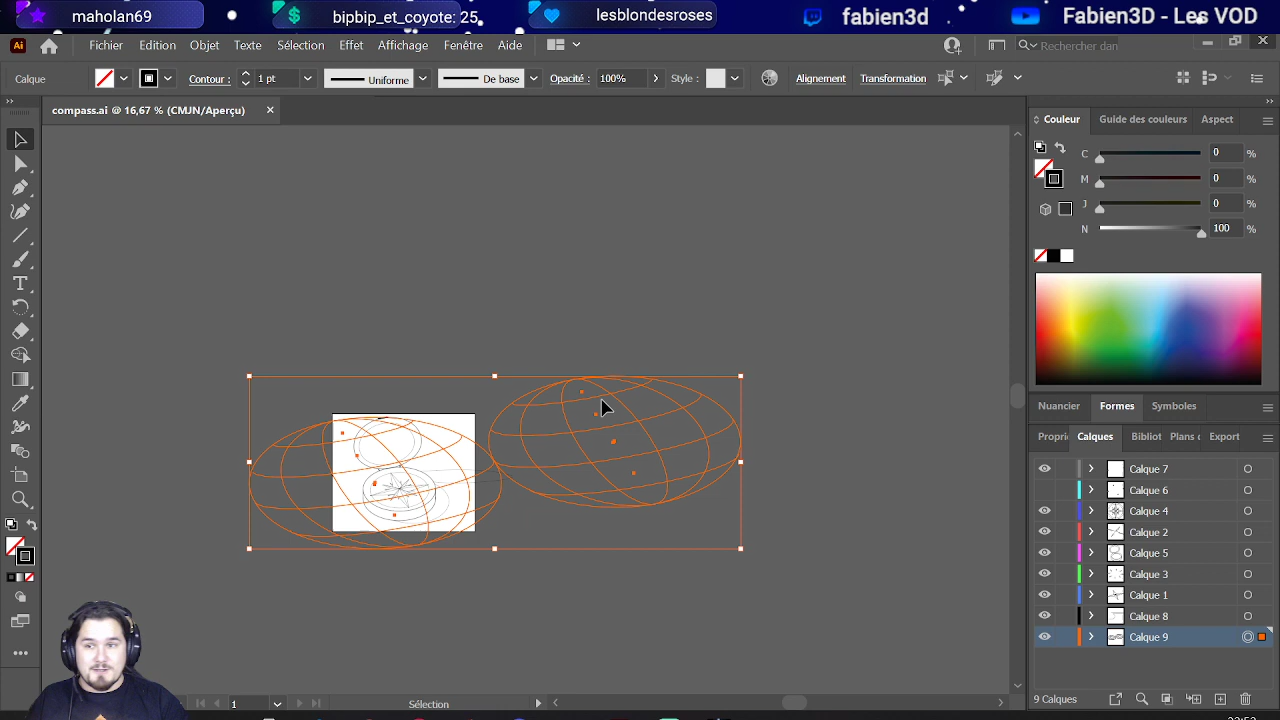 maholan69
bipbip_et_coyote: 25
lesblondesroses
fabien3d
Fabien3D - Les VOD
Ai
Fichier Edition Objet Texte Sélection Effet Affichage Fenêtre Aide
Rechercher dan
Calque
Contour :
1 pt
Uniforme
De base
Opacité :
100%
Style :
Alignement
Transformation
compass.ai @ 16,67 % (CMJN/Aperçu)
Couleur
Guide des couleurs
Aspect
C 0 %
M 0 %
J 0 %
N 100 %
Nuancier
Formes
Symboles
Proprié
Calques
Bibliot
Plans c
Export
Calque 7
Calque 6
Calque 4
Calque 2
Calque 5
Calque 3
Calque 1
Calque 8
Calque 9
1
Sélection
9 Calques